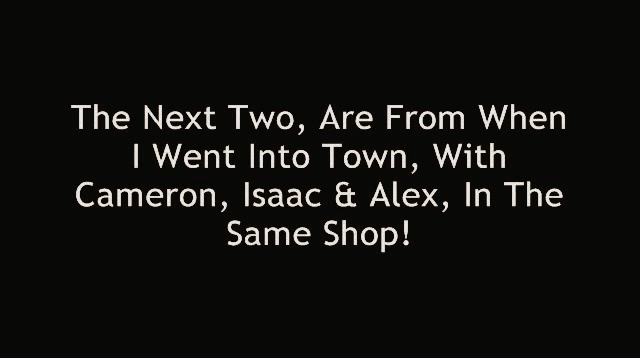 The Next Two, Are From When
I Went Into Town, With
Cameron, Isaac & Alex, In The
Same Shop!